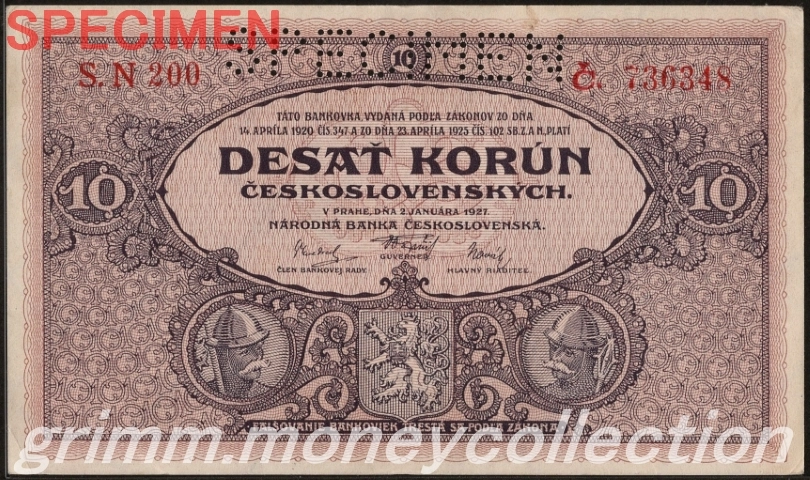 SPECIMEN
SPECIMEN
S. N 200
10
Č. 736348
TÁTO BANKOVKA VYDANÁ PODĽA ZÁKONOV ZO DŇA
14. APRÍLA 1920 ČÍS. 347 A ZO DŇA 23. APRÍLA 1925 ČÍS. 102 SB. Z. A N. PLATÍ
DESAŤ KORÚN
ČESKOSLOVENSKÝCH.
10
10
V PRAHE, DŇA 2. JANUÁRA 1927.
NÁRODNÁ BANKA ČESKOSLOVENSKÁ.
GUVERNER
ČLEN BANKOVEJ RADY
HLAVNÝ RIADITEĽ
FALŠOVANIE BANKOVIEK TRESTÁ SA PODĽA ZÁKONA
grimm.moneycollection